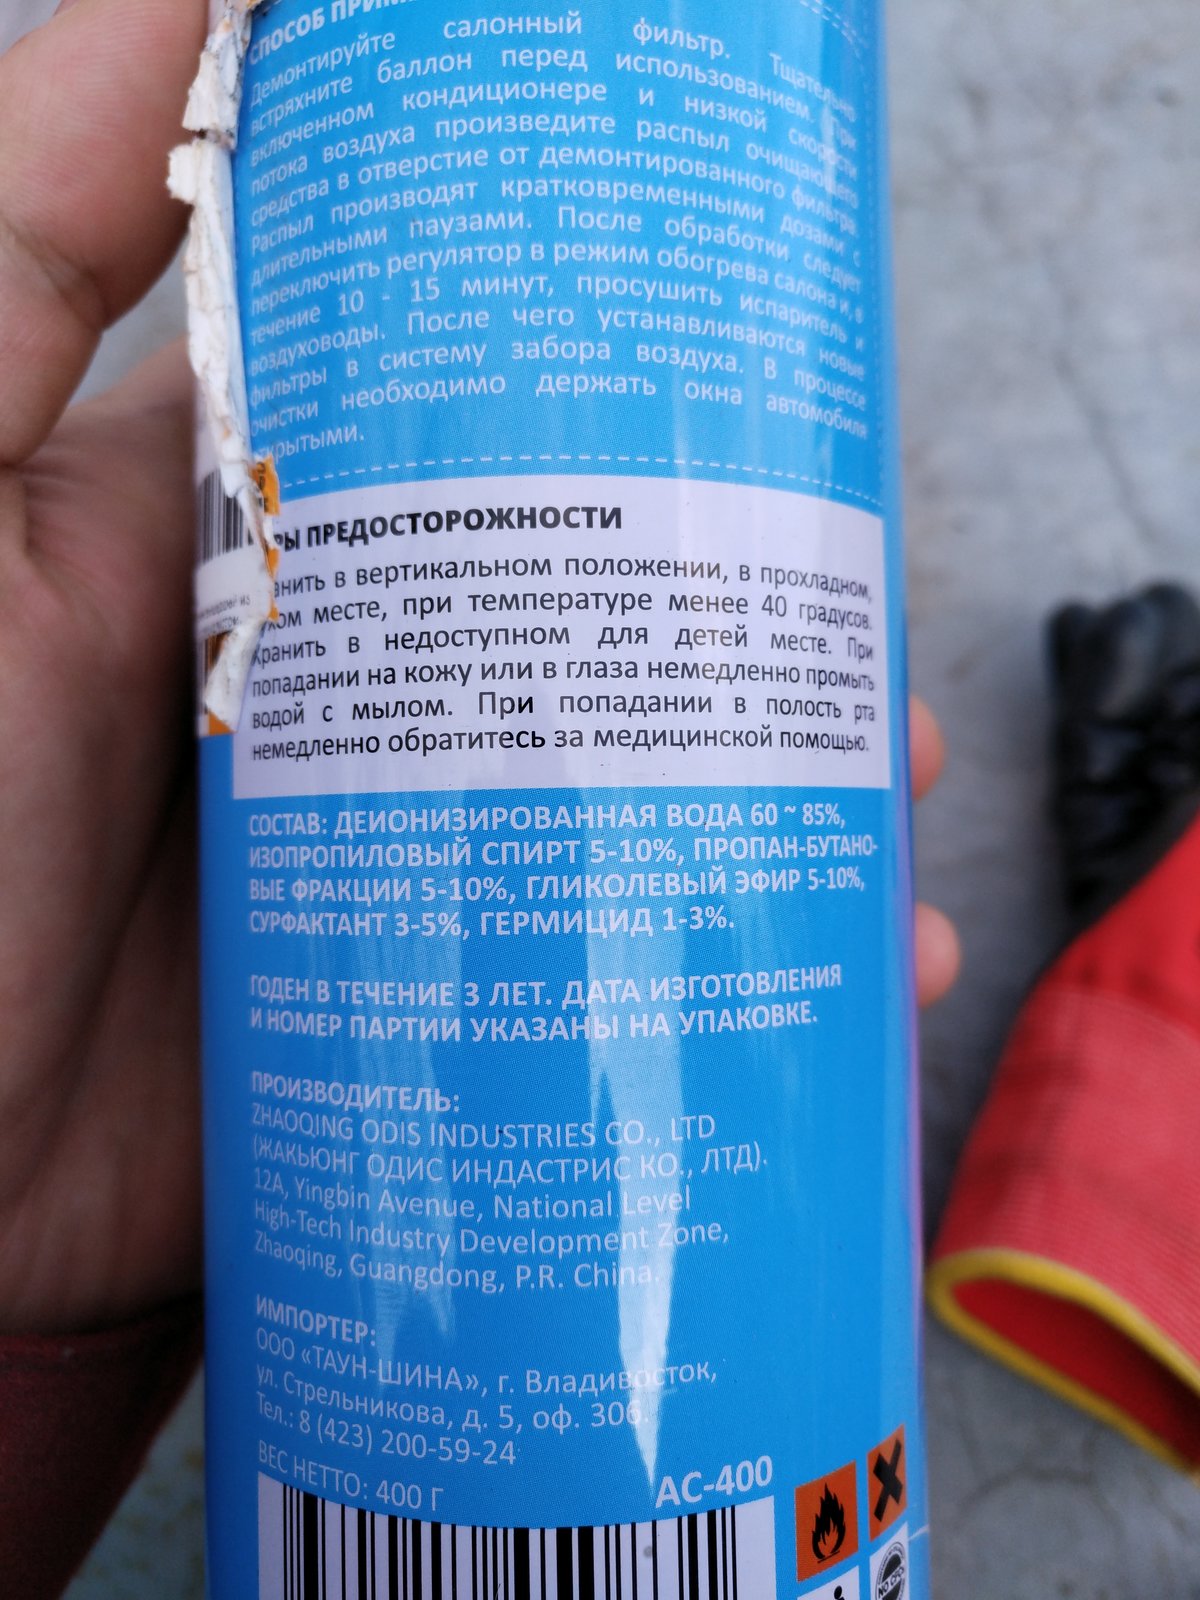 СПОСОБ
Демонтируйте салонный фильтр. Тщательно
встряхните баллон перед использованием. При
включенном кондиционере и низкой скорости
потока воздуха произведите распыл очищающего
средства в отверстие от демонтированного фильтра.
Распыл производят кратковременными дозами с
длительными паузами. После обработки следует
переключить регулятор в режим обогрева салона и, в
течение 10 - 15 минут, просушить испаритель и
воздуховоды. После чего устанавливаются новые
фильтры в систему забора воздуха. В процессе
очистки необходимо держать окна автомобиля
крытыми.
РЫ ПРЕДОСТОРОЖНОСТИ
анить в вертикальном положении, в прохладном,
ухом месте, при температуре менее 40 градусов.
Хранить в недоступном для детей месте. При
попадании на кожу или в глаза немедленно промыть
водой с мылом. При попадании в полость рта
немедленно обратитесь за медицинской помощью.
СОСТАВ: ДЕИОНИЗИРОВАННАЯ ВОДА 60 ~ 85%,
ИЗОПРОПИЛОВЫЙ СПИРТ 5-10%, ПРОПАН-БУТАНО-
ВЫЕ ФРАКЦИИ 5-10%, ГЛИКОЛЕВЫЙ ЭФИР 5-10%,
СУРФАКТАНТ 3-5%, ГЕРМИЦИД 1-3%.
ГОДЕН В ТЕЧЕНИЕ 3 ЛЕТ. ДАТА ИЗГОТОВЛЕНИЯ
И НОМЕР ПАРТИИ УКАЗАНЫ НА УПАКОВКЕ.
ПРОИЗВОДИТЕЛЬ:
ZHAOQING ODIS INDUSTRIES CO., LTD
(ЖАКЬЮНГ ОДИС ИНДАСТРИС КО., ЛТД).
12A, Yingbin Avenue, National Level
High-Tech Industry Development Zone,
Zhaoqing, Guangdong, P.R. China.
ИМПОРТЕР:
ООО «ТАУН-ШИНА», г. Владивосток,
ул. Стрельникова, д. 5, оф. 306.
Тел.: 8 (423) 200-59-24
ВЕС НЕТТО: 400 Г
АС-400